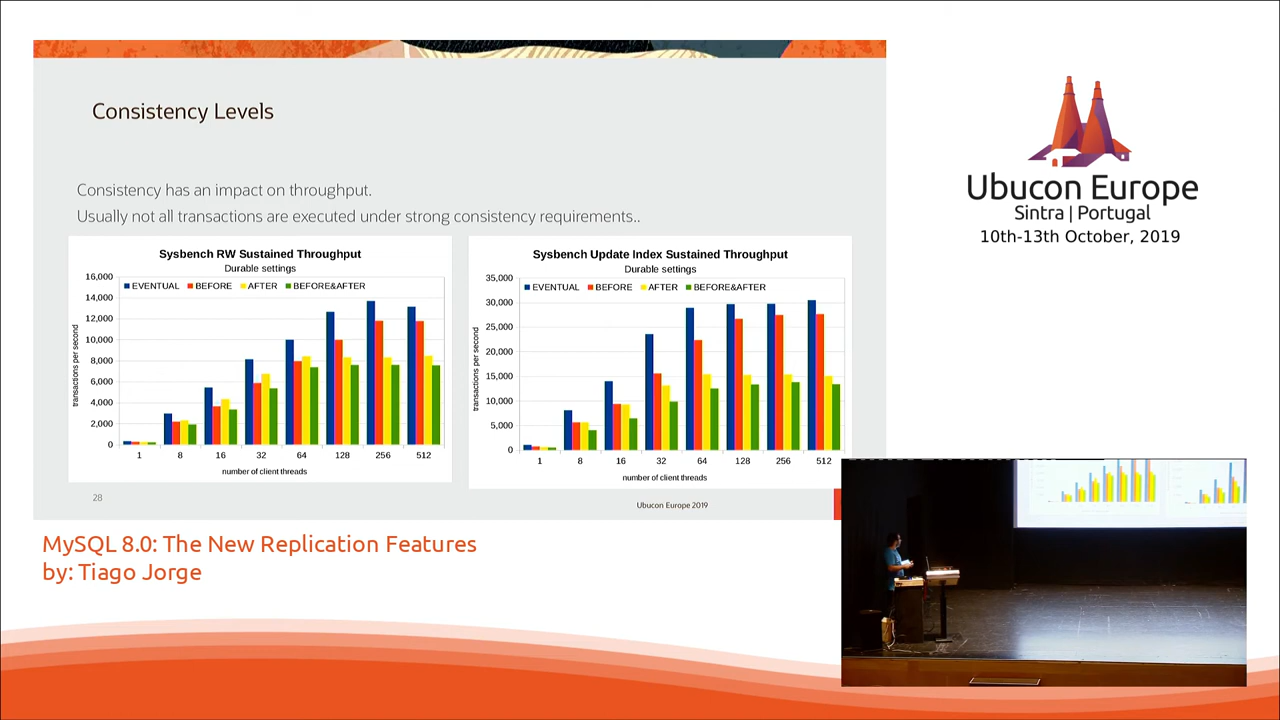 Consistency Levels
Consistency has an impact on throughput.
Usually not all transactions are executed under strong consistency requirements..
Sysbench RW Sustained Throughput
Durable settings
EVENTUAL BEFORE AFTER BEFORE&AFTER
transactions per second
16,000
14,000
12,000
10,000
8,000
6,000
4,000
2,000
0
1 8 16 32 64 128 256 512
number of client threads
Sysbench Update Index Sustained Throughput
Durable settings
EVENTUAL BEFORE AFTER BEFORE&AFTER
transactions per second
35,000
30,000
25,000
20,000
15,000
10,000
5,000
0
1 8 16 32 64 128 256 512
number of client threads
28
Ubucon Europe 2019
Ubucon Europe
Sintra | Portugal
10th-13th October, 2019
MySQL 8.0: The New Replication Features
by: Tiago Jorge